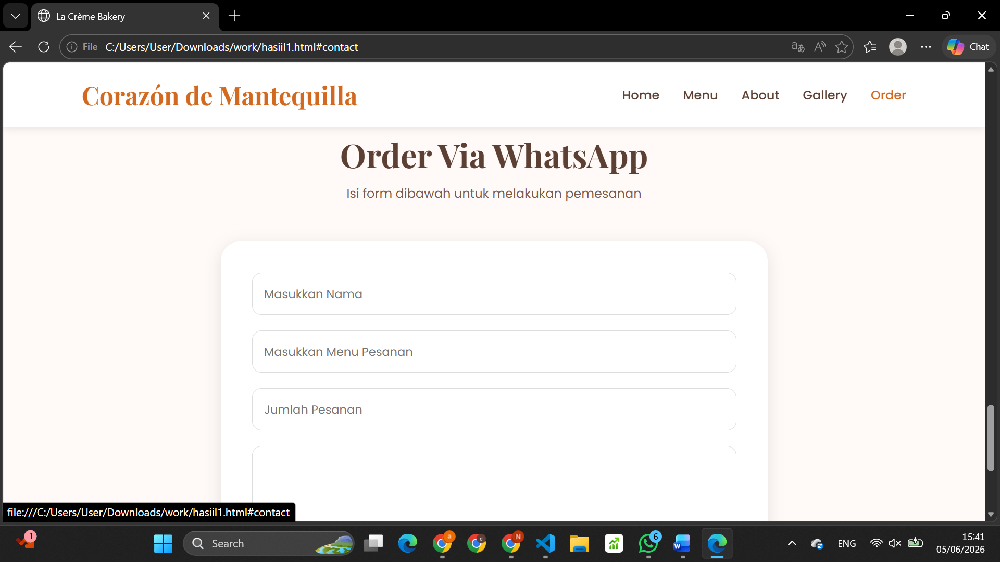 La Crème Bakery
File C:/Users/User/Downloads/work/hasiil1.html#contact
Chat
Corazón de Mantequilla
Home Menu About Gallery Order
Order Via WhatsApp
Isi form dibawah untuk melakukan pemesanan
Masukkan Nama
Masukkan Menu Pesanan
Jumlah Pesanan
file:///C:/Users/User/Downloads/work/hasiil1.html#contact
1
Search
a
d
N
6
W
ENG
15:41
05/06/2026